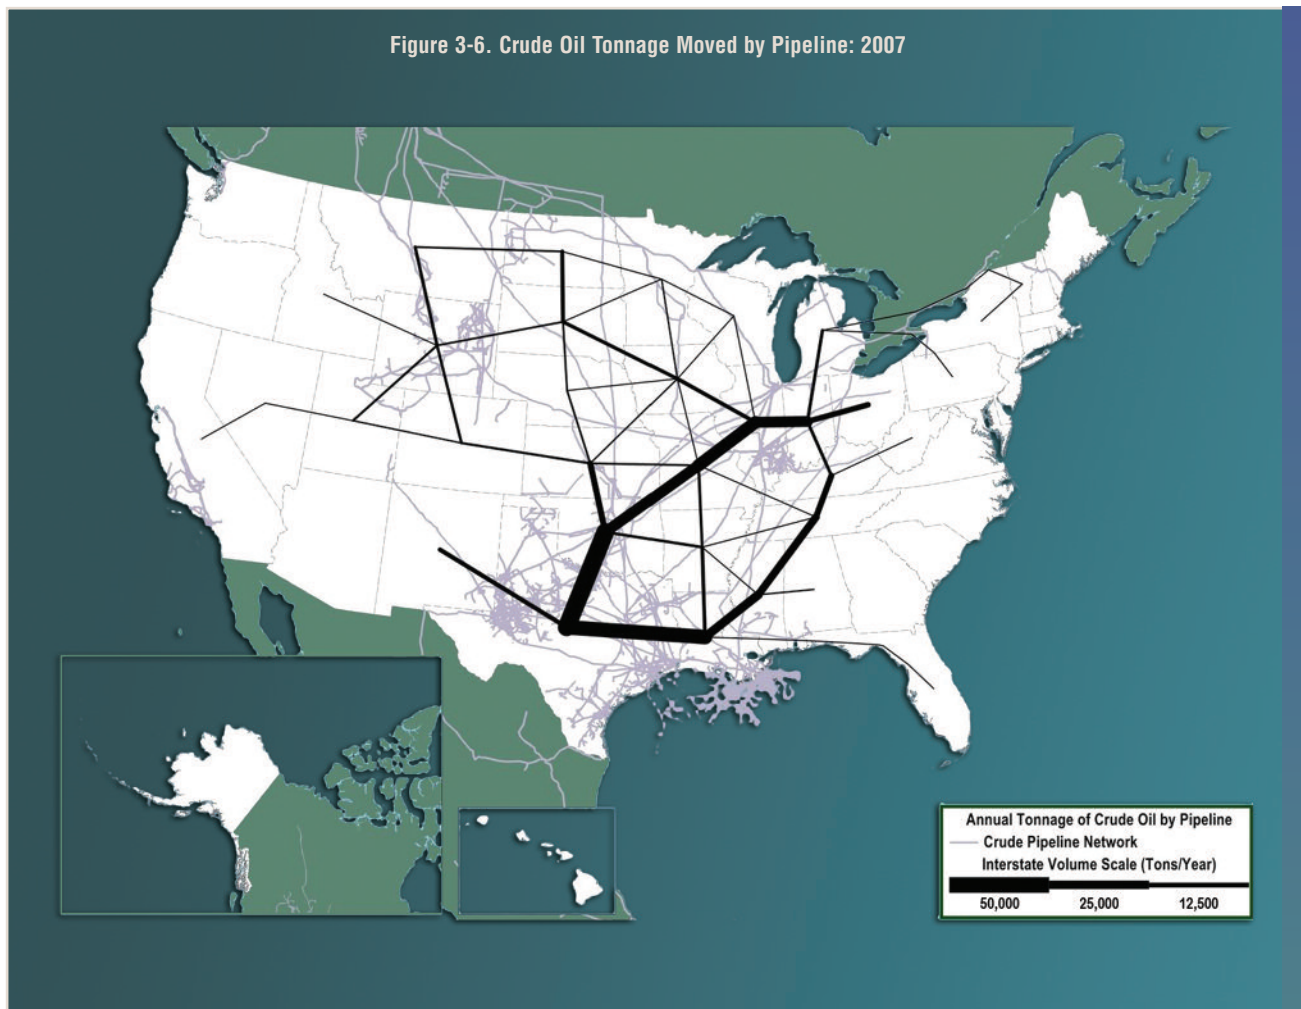 Figure 3-6. Crude Oil Tonnage Moved by Pipeline: 2007
Annual Tonnage of Crude Oil by Pipeline
Crude Pipeline Network
Interstate Volume Scale (Tons/Year)
50,000 25,000 12,500